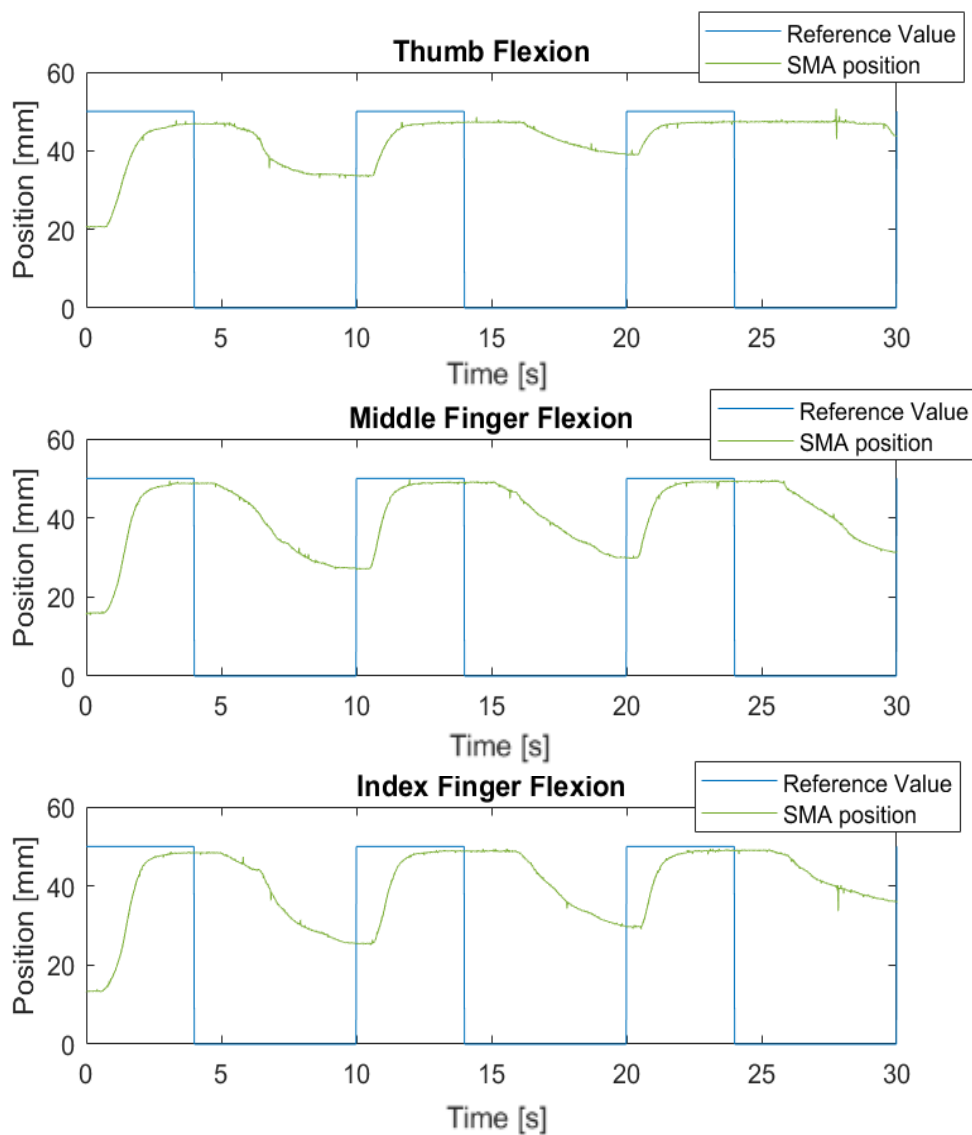 Thumb Flexion
Reference Value
SMA position
Position [mm]
60
40
20
0
0 5 10 15 20 25 30
Time [s]
Middle Finger Flexion
Reference Value
SMA position
Position [mm]
60
40
20
0
0 5 10 15 20 25 30
Time [s]
Index Finger Flexion
Reference Value
SMA position
Position [mm]
60
40
20
0
0 5 10 15 20 25 30
Time [s]